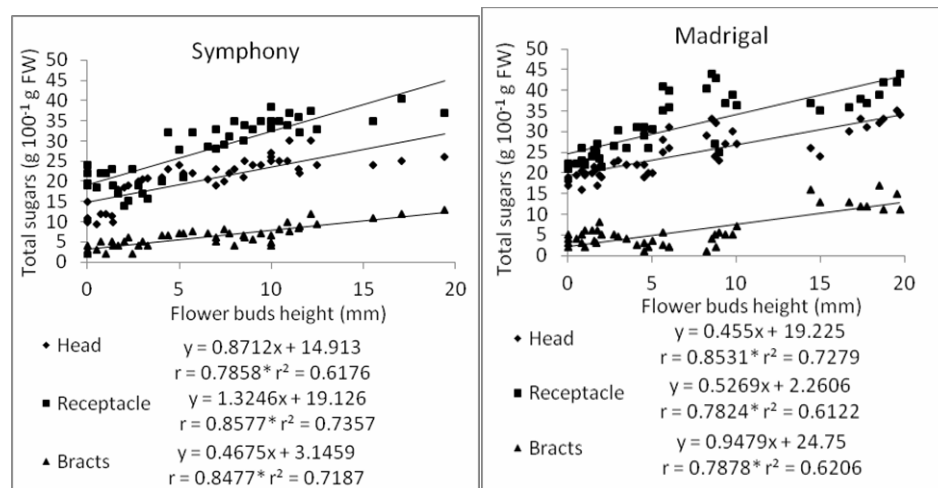 Symphony
Total sugars (g 100⁻¹ g FW)
50
45
40
35
30
25
20
15
10
5
0
0 5 10 15 20
Flower buds height (mm)
Head y = 0.8712x + 14.913
r = 0.7858* r² = 0.6176
Receptacle y = 1.3246x + 19.126
r = 0.8577* r² = 0.7357
Bracts y = 0.4675x + 3.1459
r = 0.8477* r² = 0.7187
Madrigal
Total sugars (g 100⁻¹ g FW)
50
45
40
35
30
25
20
15
10
5
0
0 5 10 15 20
Flower buds height (mm)
Head y = 0.455x + 19.225
r = 0.8531* r² = 0.7279
Receptacle y = 0.5269x + 2.2606
r = 0.7824* r² = 0.6122
Bracts y = 0.9479x + 24.75
r = 0.7878* r² = 0.6206